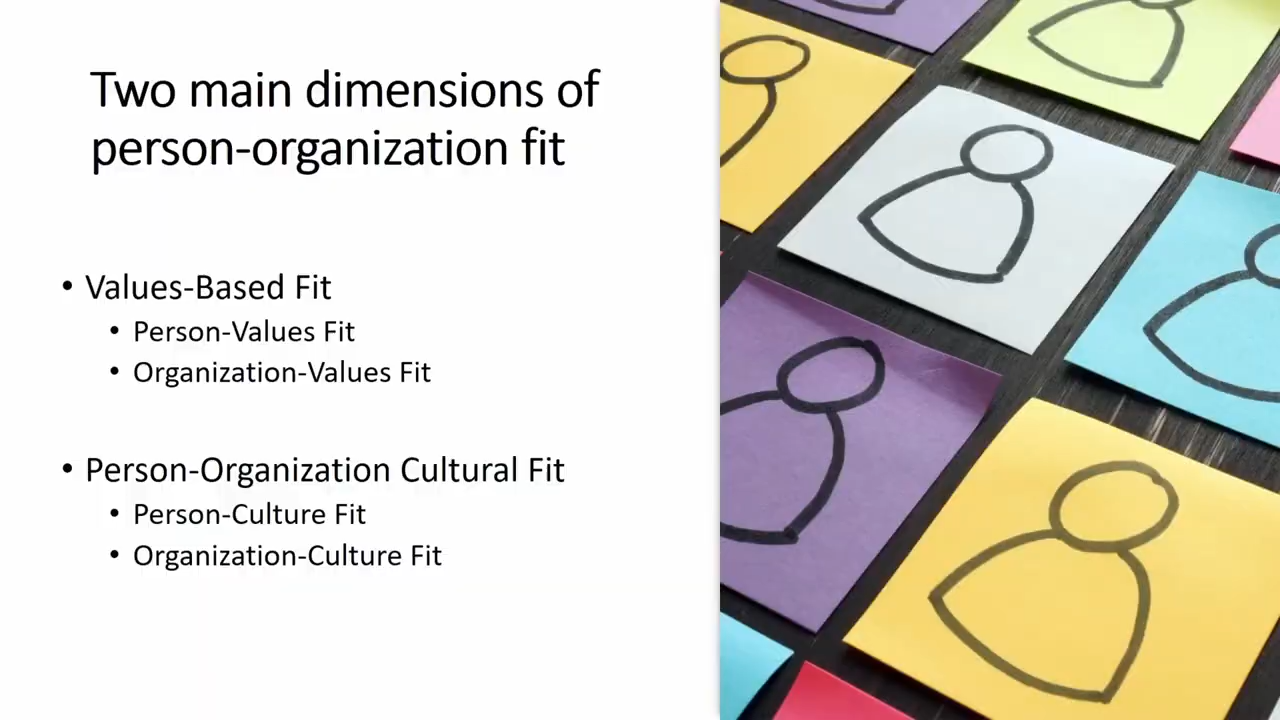 Two main dimensions of
person-organization fit
• Values-Based Fit
• Person-Values Fit
• Organization-Values Fit
• Person-Organization Cultural Fit
• Person-Culture Fit
• Organization-Culture Fit